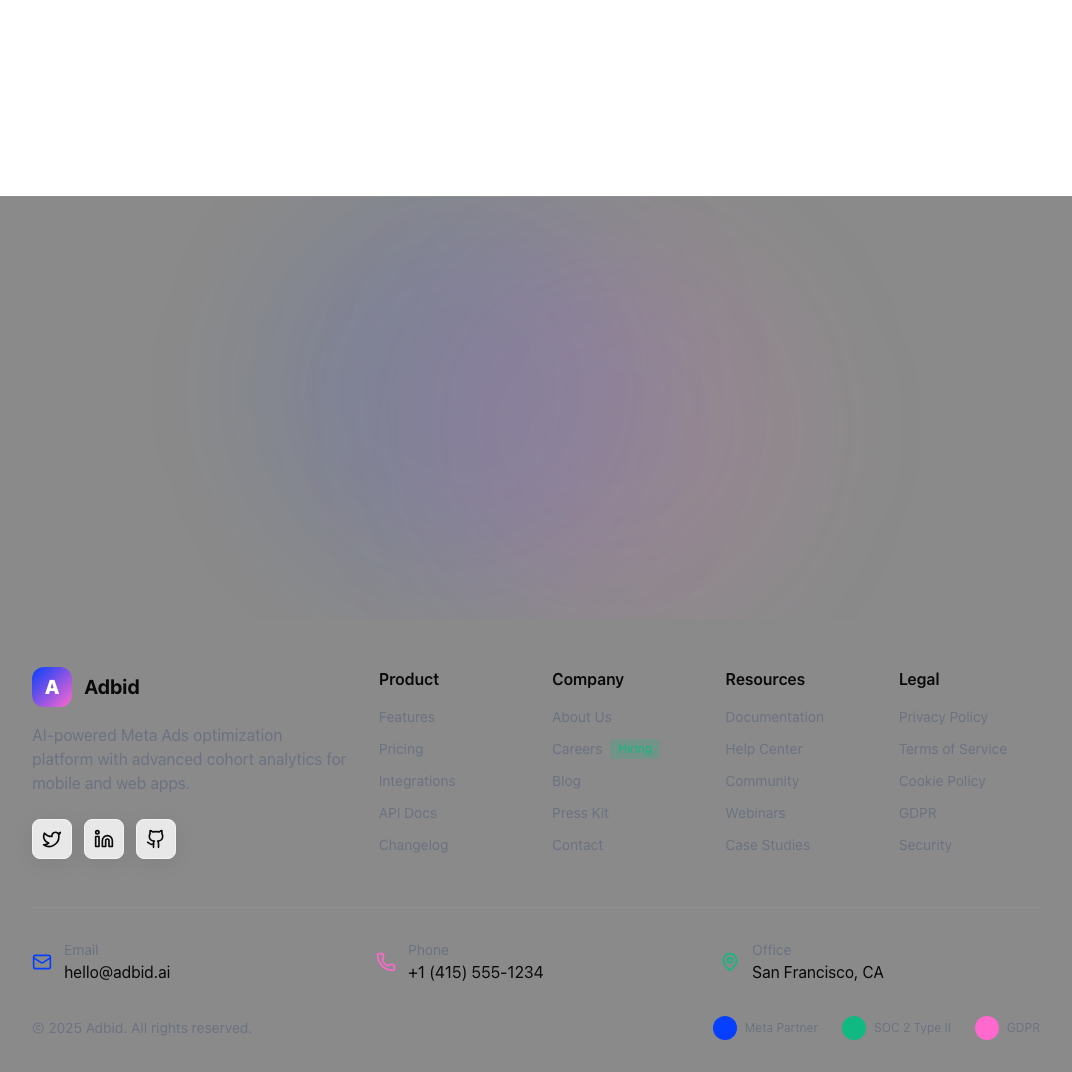 A
Adbid
AI-powered Meta Ads optimization
platform with advanced cohort analytics for
mobile and web apps.
Product
Features
Pricing
Integrations
API Docs
Changelog
Company
About Us
Careers Hiring
Blog
Press Kit
Contact
Resources
Documentation
Help Center
Community
Webinars
Case Studies
Legal
Privacy Policy
Terms of Service
Cookie Policy
GDPR
Security
Email
hello@adbid.ai
Phone
+1 (415) 555-1234
Office
San Francisco, CA
© 2025 Adbid. All rights reserved.
Meta Partner
SOC 2 Type II
GDPR